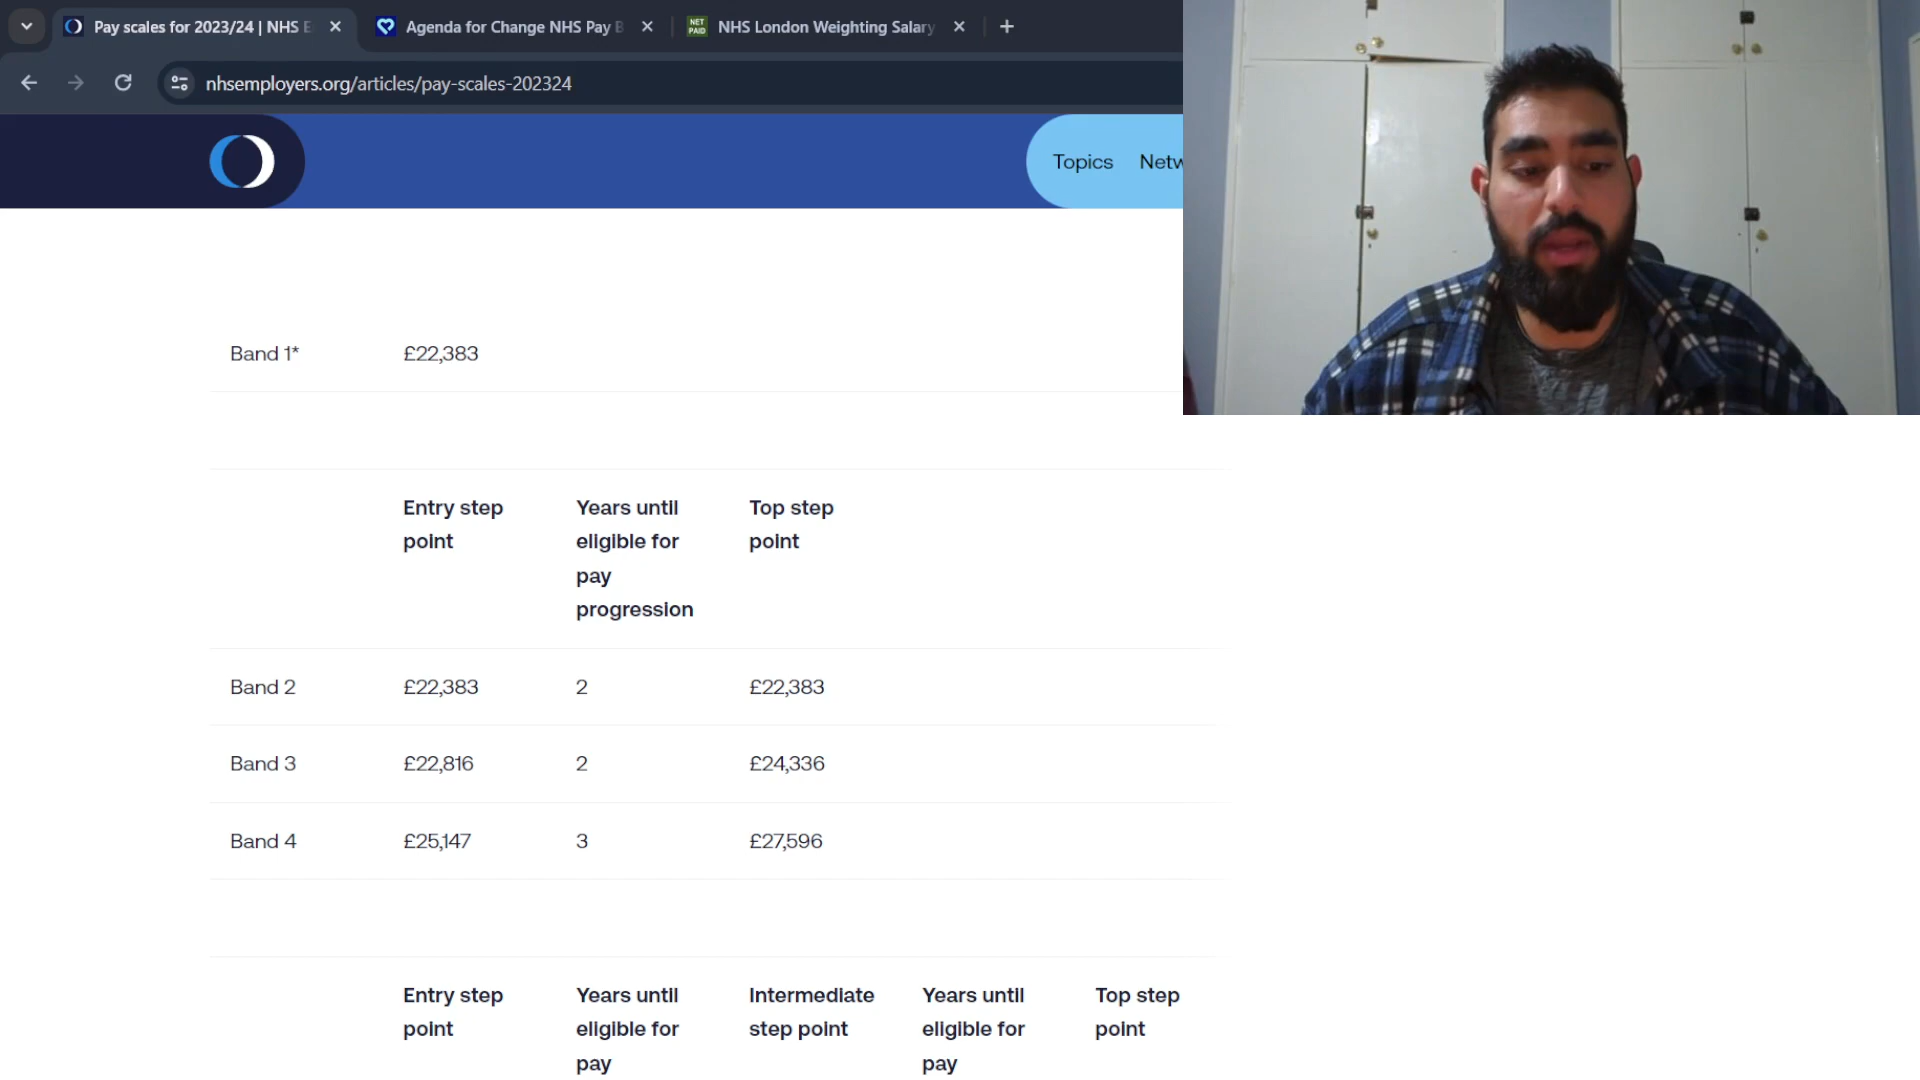 Pay scales for 2023/24 | NHS E
Agenda for Change NHS Pay B
NET PAID
NHS London Weighting Salary
nhsemployers.org/articles/pay-scales-202324
Topics Netw
Band 1* £22,383
Entry step point
Years until eligible for pay progression
Top step point
Band 2 £22,383 2 £22,383
Band 3 £22,816 2 £24,336
Band 4 £25,147 3 £27,596
Entry step point
Years until eligible for pay
Intermediate step point
Years until eligible for pay
Top step point